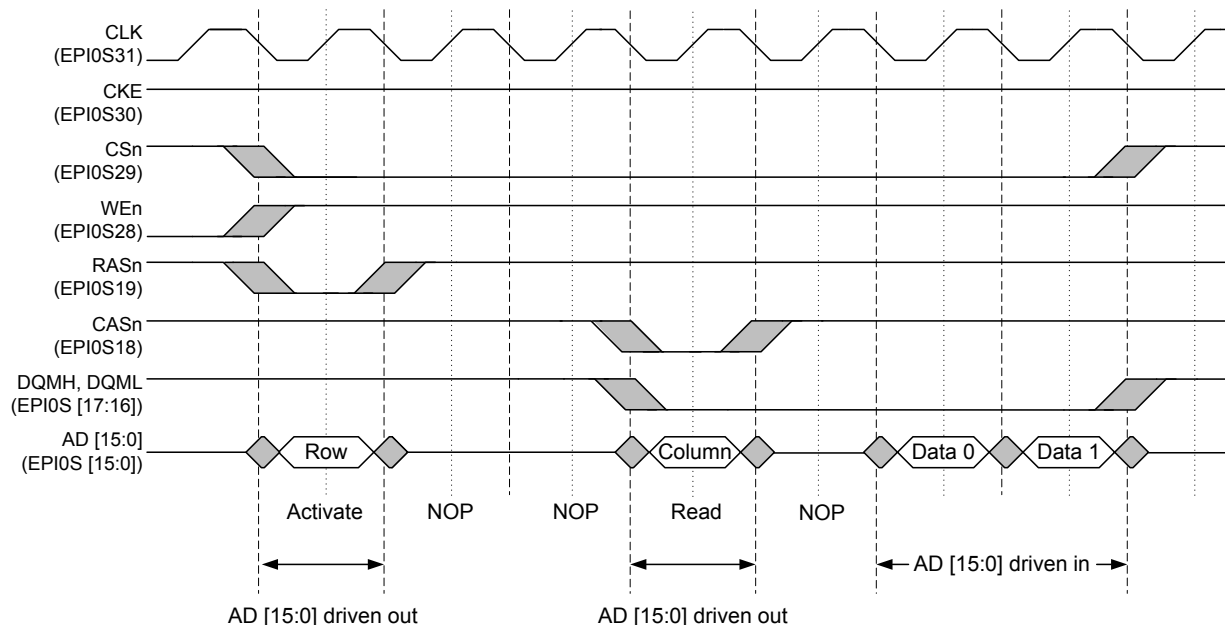 CLK
(EPI0S31)
CKE
(EPI0S30)
CSn
(EPI0S29)
WEn
(EPI0S28)
RASn
(EPI0S19)
CASn
(EPI0S18)
DQMH, DQML
(EPI0S [17:16])
AD [15:0]
(EPI0S [15:0])
Row
Column
Data 0
Data 1
Activate
NOP
NOP
Read
NOP
AD [15:0] driven in
AD [15:0] driven out
AD [15:0] driven out